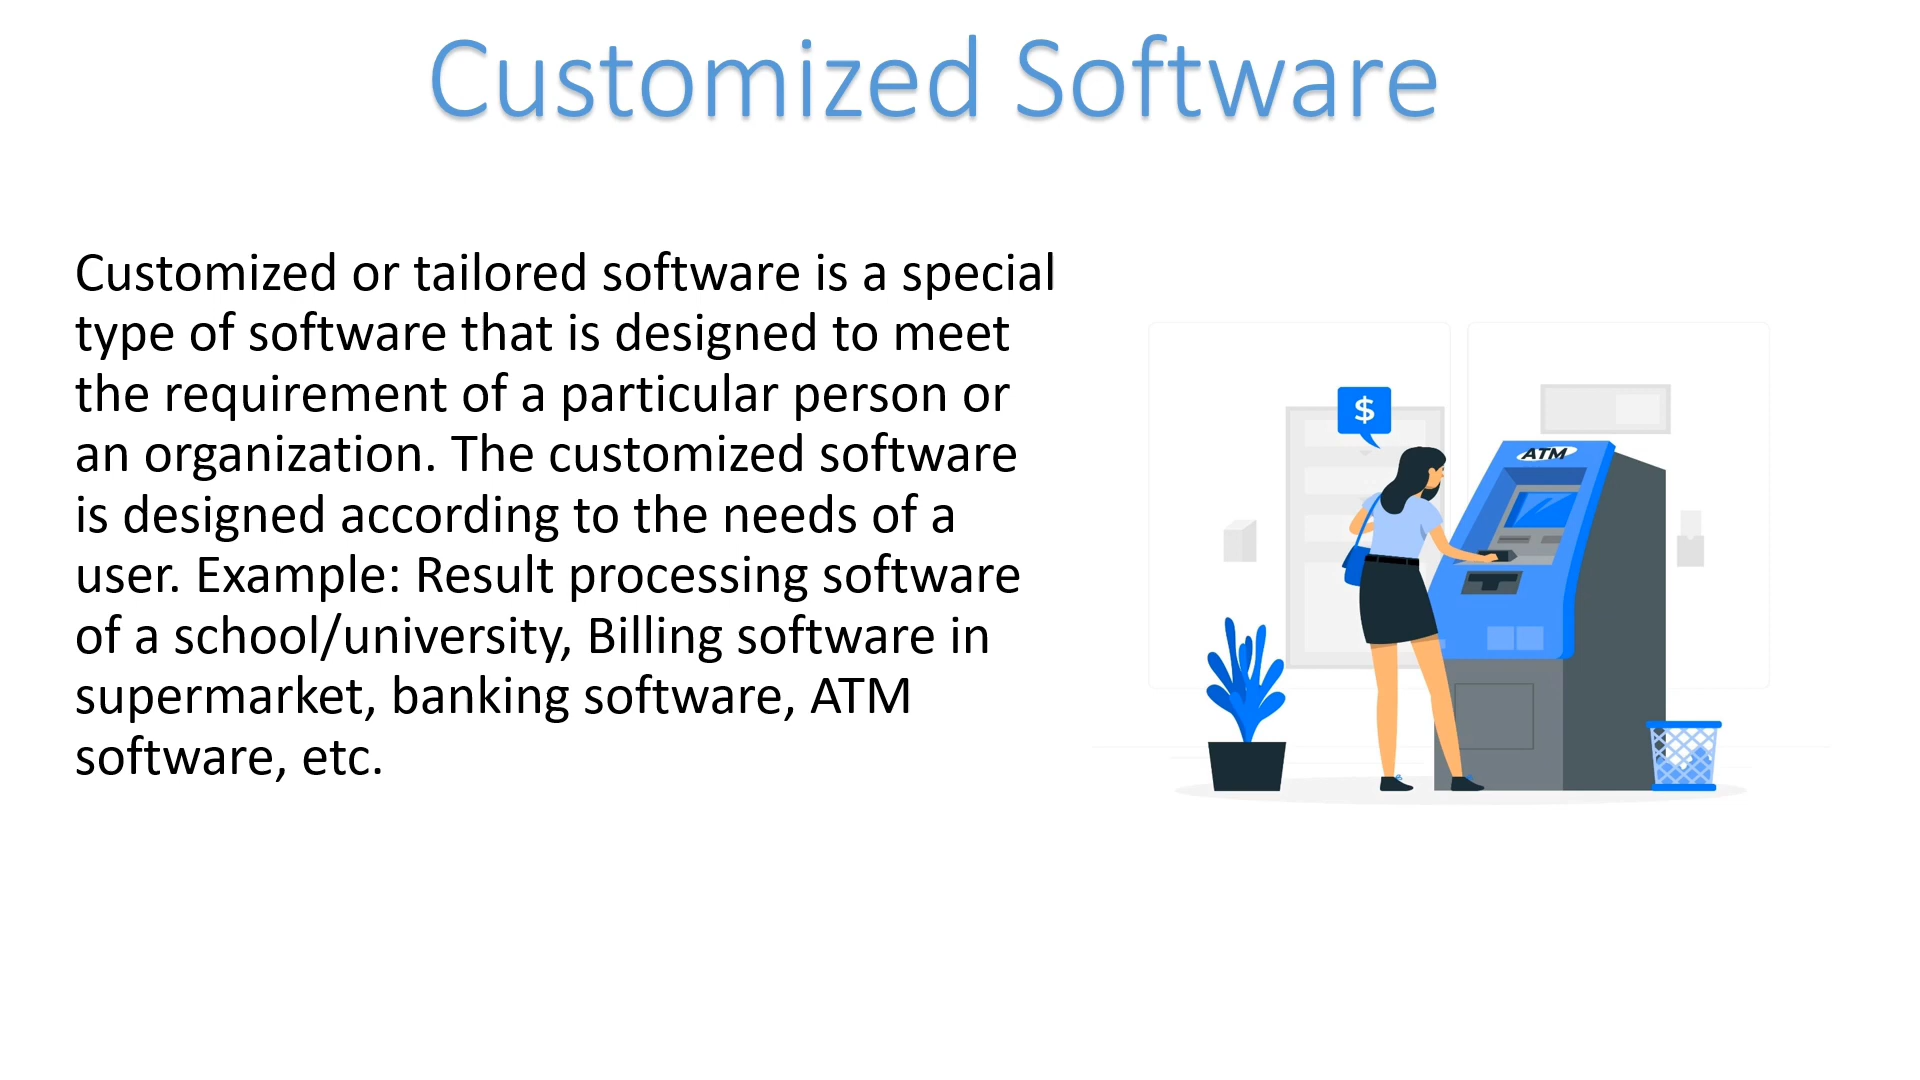 Customized Software
Customized or tailored software is a special
type of software that is designed to meet
the requirement of a particular person or
an organization. The customized software
is designed according to the needs of a
user. Example: Result processing software
of a school/university, Billing software in
supermarket, banking software, ATM
software, etc.
$
ATM